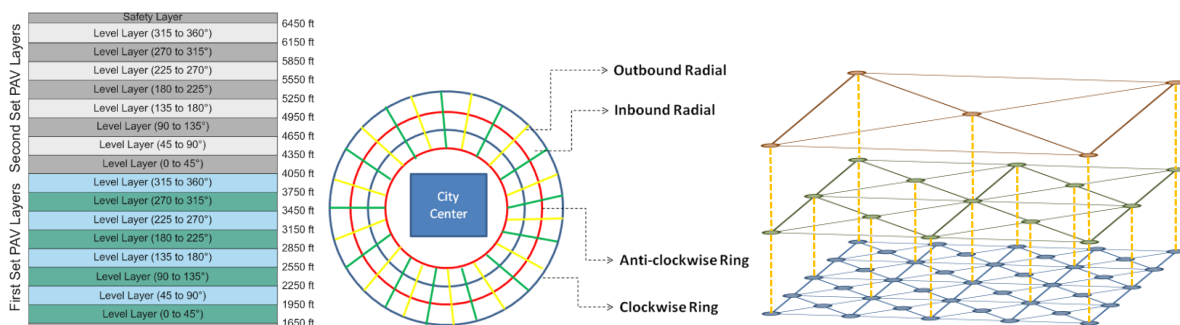 Second Set PAV Layers
First Set PAV Layers
Safety Layer
6450 ft
Level Layer (315 to 360°)
6150 ft
Level Layer (270 to 315°)
5850 ft
Level Layer (225 to 270°)
5550 ft
Level Layer (180 to 225°)
5250 ft
Level Layer (135 to 180°)
4950 ft
Level Layer (90 to 135°)
4650 ft
Level Layer (45 to 90°)
4350 ft
Level Layer (0 to 45°)
4050 ft
Level Layer (315 to 360°)
3750 ft
Level Layer (270 to 315°)
3450 ft
Level Layer (225 to 270°)
3150 ft
Level Layer (180 to 225°)
2850 ft
Level Layer (135 to 180°)
2550 ft
Level Layer (90 to 135°)
2250 ft
Level Layer (45 to 90°)
1950 ft
Level Layer (0 to 45°)
1650 ft
City
Center
Outbound Radial
Inbound Radial
Anti-clockwise Ring
Clockwise Ring